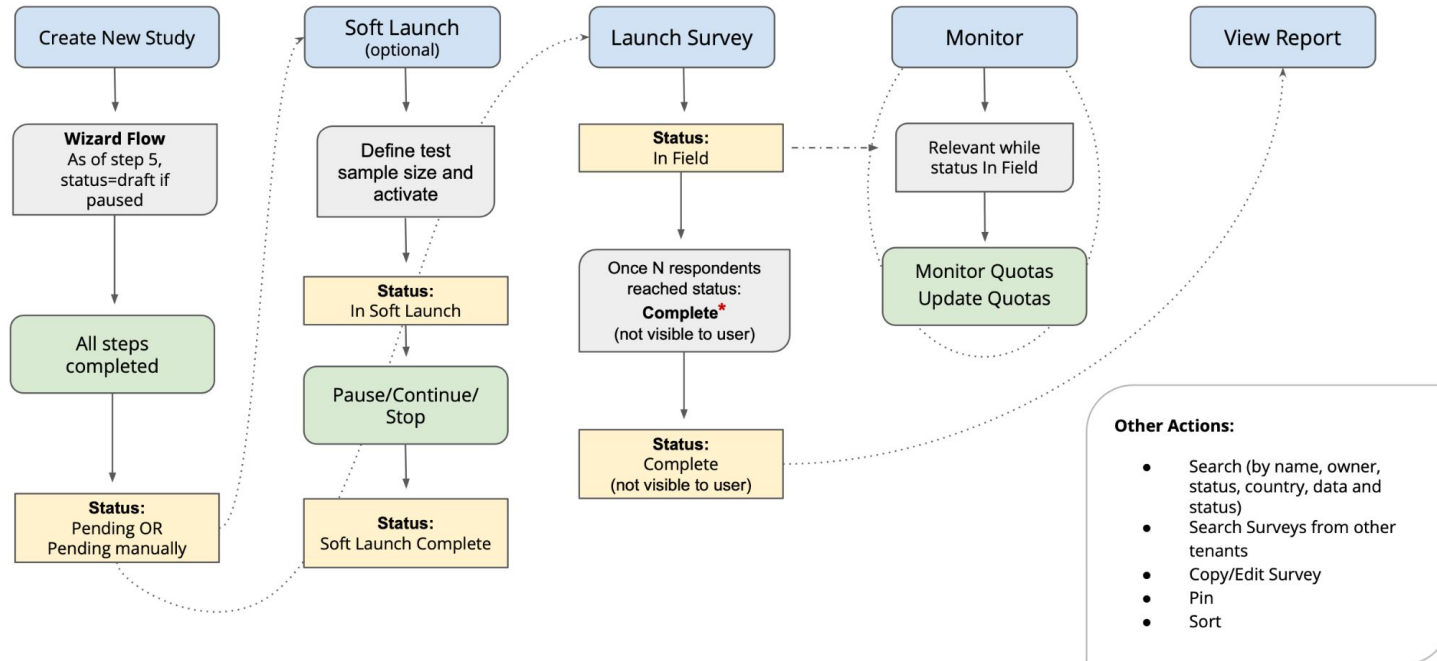 Create New Study
Wizard Flow
As of step 5,
status=draft if
paused
All steps
completed
Status:
Pending OR
Pending manually
Soft Launch
(optional)
Define test
sample size and
activate
Status:
In Soft Launch
Pause/Continue/
Stop
Status:
Soft Launch Complete
Launch Survey
Status:
In Field
Once N respondents
reached status:
Complete*
(not visible to user)
Status:
Complete
(not visible to user)
Monitor
Relevant while
status In Field
Monitor Quotas
Update Quotas
View Report
Other Actions:
● Search (by name, owner,
status, country, data and
status)
● Search Surveys from other
tenants
● Copy/Edit Survey
● Pin
● Sort